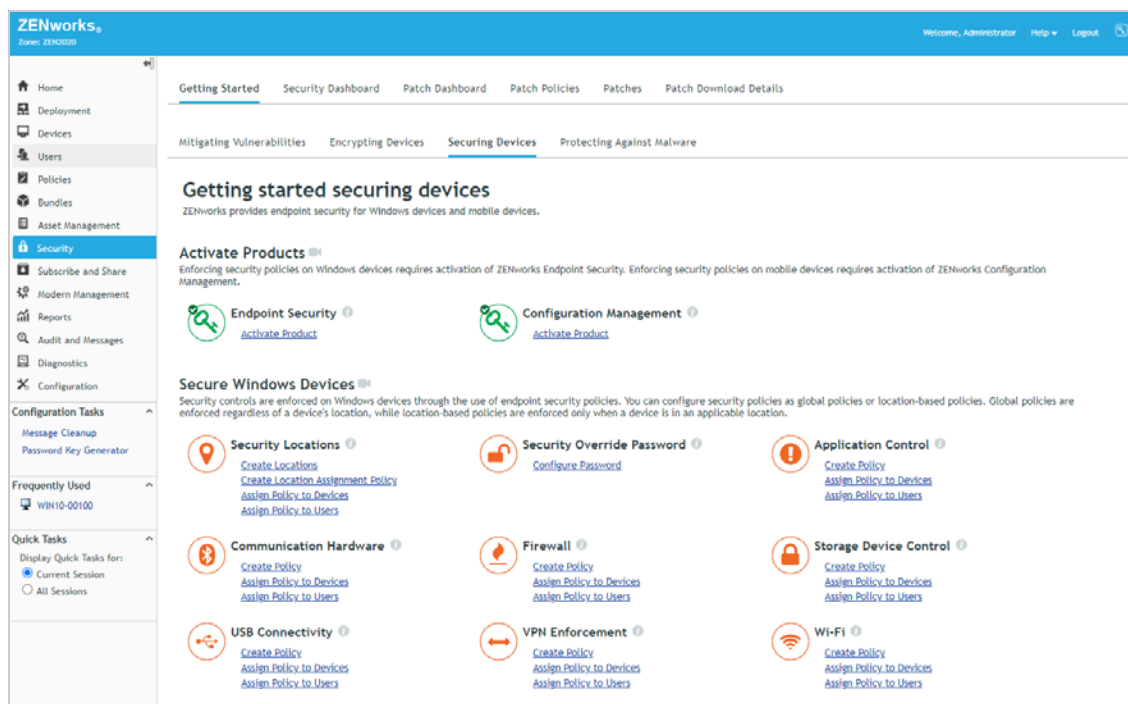 ZENworks®
Zone: ZEN2020
Welcome, Administrator Help Logout
Home
Deployment
Devices
Users
Policies
Bundles
Asset Management
Security
Subscribe and Share
Modern Management
Reports
Audit and Messages
Diagnostics
Configuration
Configuration Tasks
Message Cleanup
Password Key Generator
Frequently Used
WIN10-00100
Quick Tasks
Display Quick Tasks for:
Current Session
All Sessions
Getting Started Security Dashboard Patch Dashboard Patch Policies Patches Patch Download Details
Mitigating Vulnerabilities Encrypting Devices Securing Devices Protecting Against Malware
Getting started securing devices
ZENworks provides endpoint security for Windows devices and mobile devices.
Activate Products
Enforcing security policies on Windows devices requires activation of ZENworks Endpoint Security. Enforcing security policies on mobile devices requires activation of ZENworks Configuration
Management.
Endpoint Security
Activate Product
Configuration Management
Activate Product
Secure Windows Devices
Security controls are enforced on Windows devices through the use of endpoint security policies. You can configure security policies as global policies or location-based policies. Global policies are
enforced regardless of a device's location, while location-based policies are enforced only when a device is in an applicable location.
Security Locations
Create Locations
Create Location Assignment Policy
Assign Policy to Devices
Assign Policy to Users
Security Override Password
Configure Password
Application Control
Create Policy
Assign Policy to Devices
Assign Policy to Users
Communication Hardware
Create Policy
Assign Policy to Devices
Assign Policy to Users
Firewall
Create Policy
Assign Policy to Devices
Assign Policy to Users
Storage Device Control
Create Policy
Assign Policy to Devices
Assign Policy to Users
USB Connectivity
Create Policy
Assign Policy to Devices
Assign Policy to Users
VPN Enforcement
Create Policy
Assign Policy to Devices
Assign Policy to Users
Wi-Fi
Create Policy
Assign Policy to Devices
Assign Policy to Users